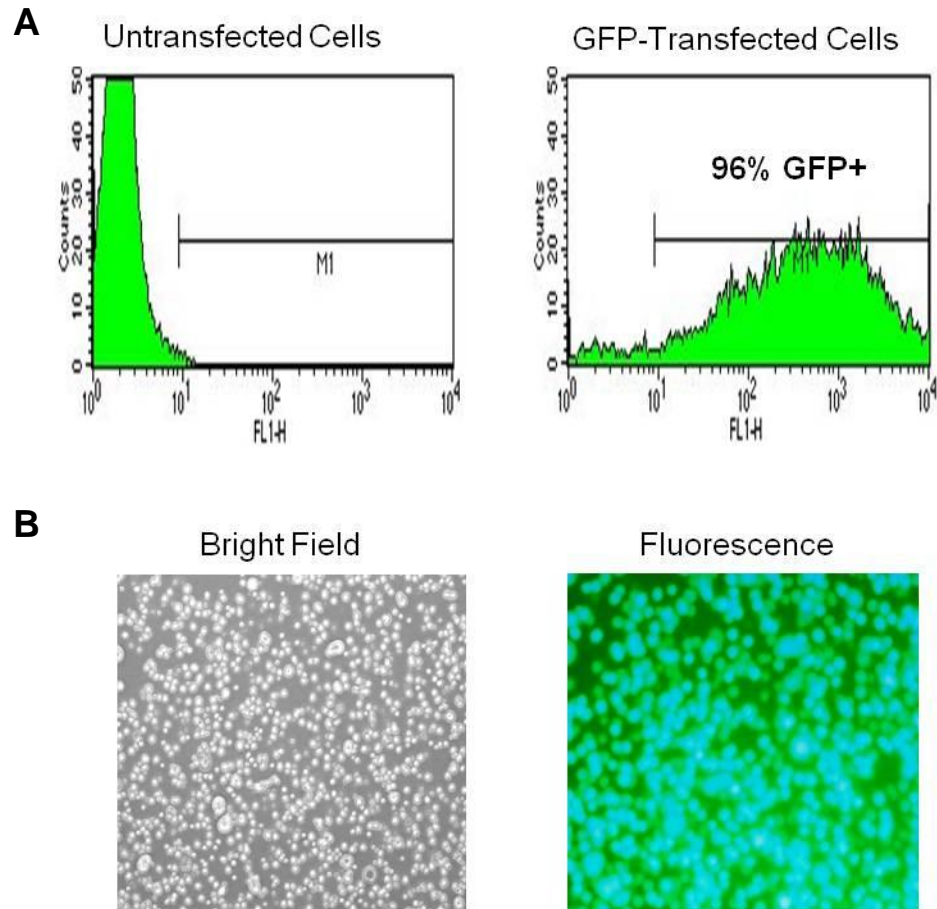 A
Untransfected Cells
GFP-Transfected Cells
Counts
50
40
30
20
10
0
M1
10⁰ 10¹ 10² 10³ 10⁴
FL1-H
Counts
50
40
30
20
10
0
96% GFP+
10⁰ 10¹ 10² 10³ 10⁴
FL1-H
B
Bright Field
Fluorescence